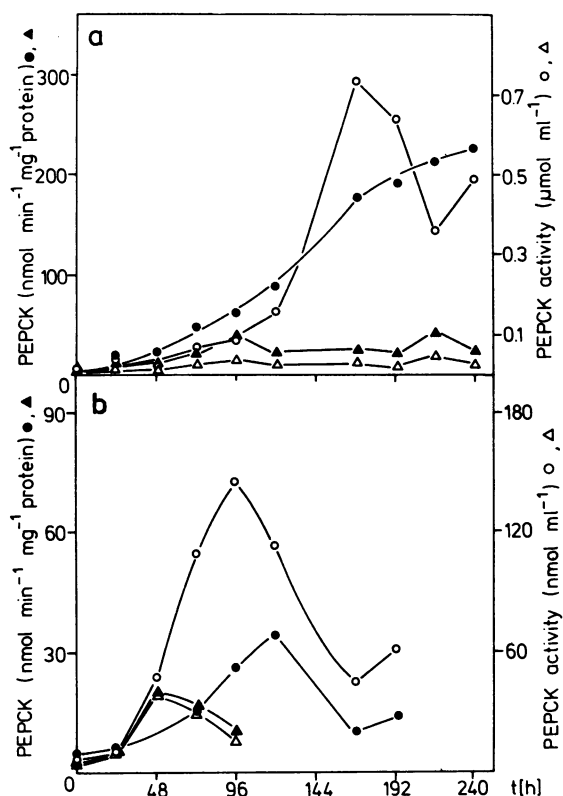 a
PEPCK (nmol min⁻¹ mg⁻¹ protein) ●, ▲
300
200
100
0
PEPCK activity (µmol ml⁻¹) ○, △
0.7
0.5
0.3
0.1
b
PEPCK (nmol min⁻¹ mg⁻¹ protein) ●, ▲
90
60
30
PEPCK activity (nmol ml⁻¹) ○, △
180
120
60
0 48 96 144 192 240 t[h]